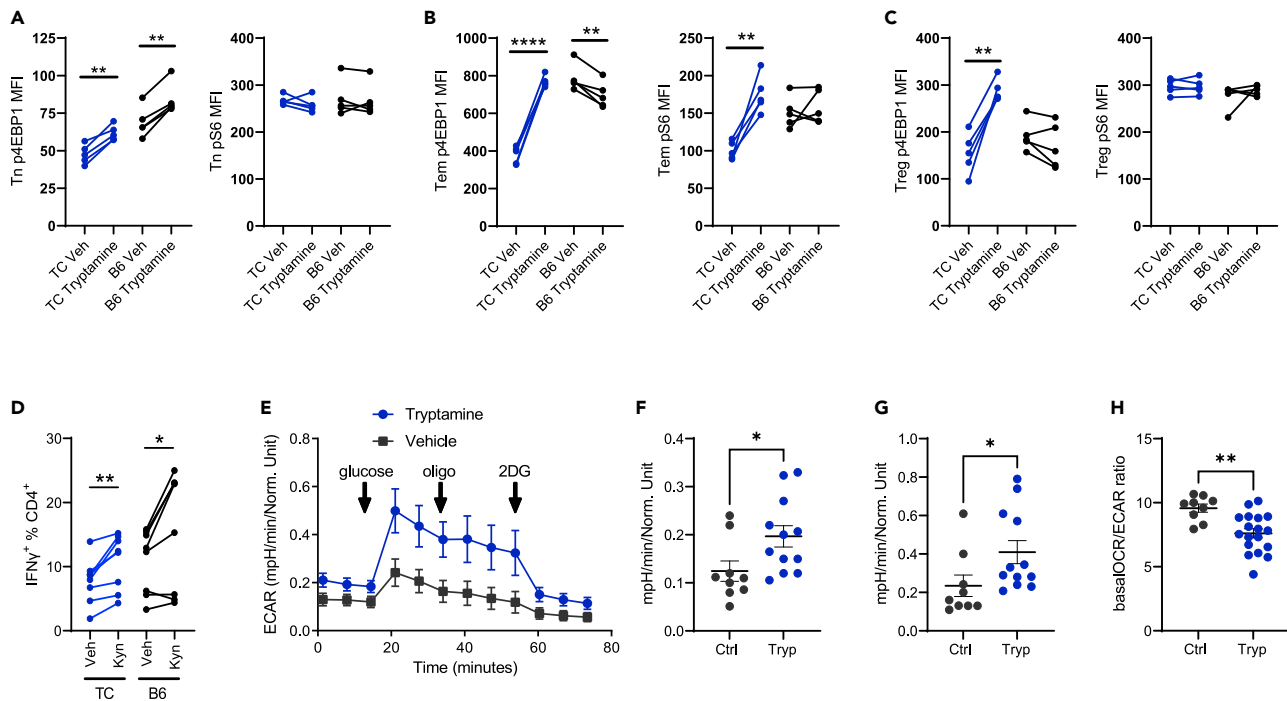 A
Tn p4EBP1 MFI
125
100
75
50
25
0
**
**
TC Veh
TC Tryptamine
B6 Veh
B6 Tryptamine
Tn pS6 MFI
400
300
200
100
0
TC Veh
TC Tryptamine
B6 Veh
B6 Tryptamine
B
Tem p4EBP1 MFI
1000
800
600
400
200
0
****
**
TC Veh
TC Tryptamine
B6 Veh
B6 Tryptamine
Tem pS6 MFI
250
200
150
100
50
0
**
TC Veh
TC Tryptamine
B6 Veh
B6 Tryptamine
C
Treg p4EBP1 MFI
400
300
200
100
0
**
TC Veh
TC Tryptamine
B6 Veh
B6 Tryptamine
Treg pS6 MFI
400
300
200
100
0
TC Veh
TC Tryptamine
B6 Veh
B6 Tryptamine
D
IFNγ⁺ % CD4⁺
30
20
10
0
**
*
Veh
Kyn
Veh
Kyn
TC
B6
E
Tryptamine
Vehicle
ECAR (mpH/min/Norm. Unit)
0.8
0.6
0.4
0.2
0.0
glucose
oligo
2DG
0 20 40 60 80
Time (minutes)
F
mpH/min/Norm. Unit
0.4
0.3
0.2
0.1
0.0
*
Ctrl Tryp
G
mpH/min/Norm. Unit
1.0
0.8
0.6
0.4
0.2
0.0
*
Ctrl Tryp
H
basalOCR/ECAR ratio
15
10
5
0
**
Ctrl Tryp